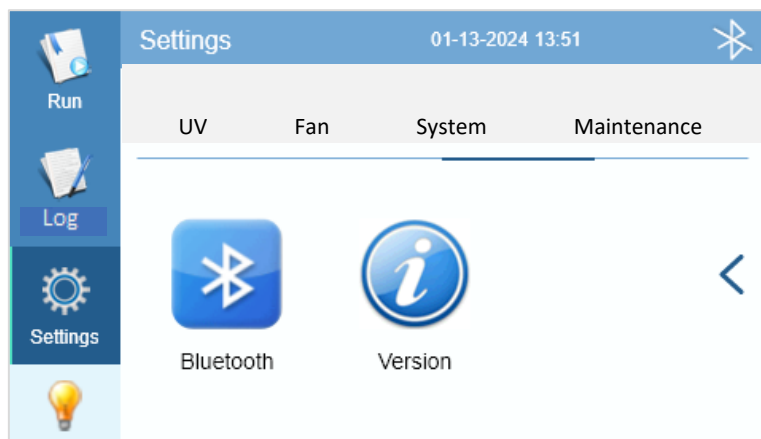 Settings 01-13-2024 13:51
Run
UV Fan System Maintenance
Log
Settings
Bluetooth Version